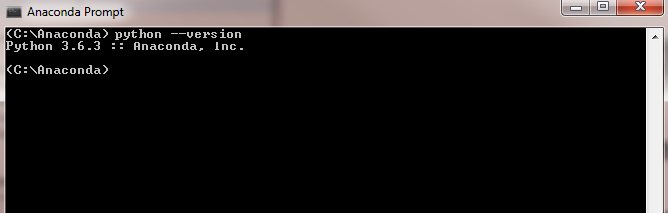 Anaconda Prompt
(C:\Anaconda) python --version
Python 3.6.3 :: Anaconda, Inc.
(C:\Anaconda)